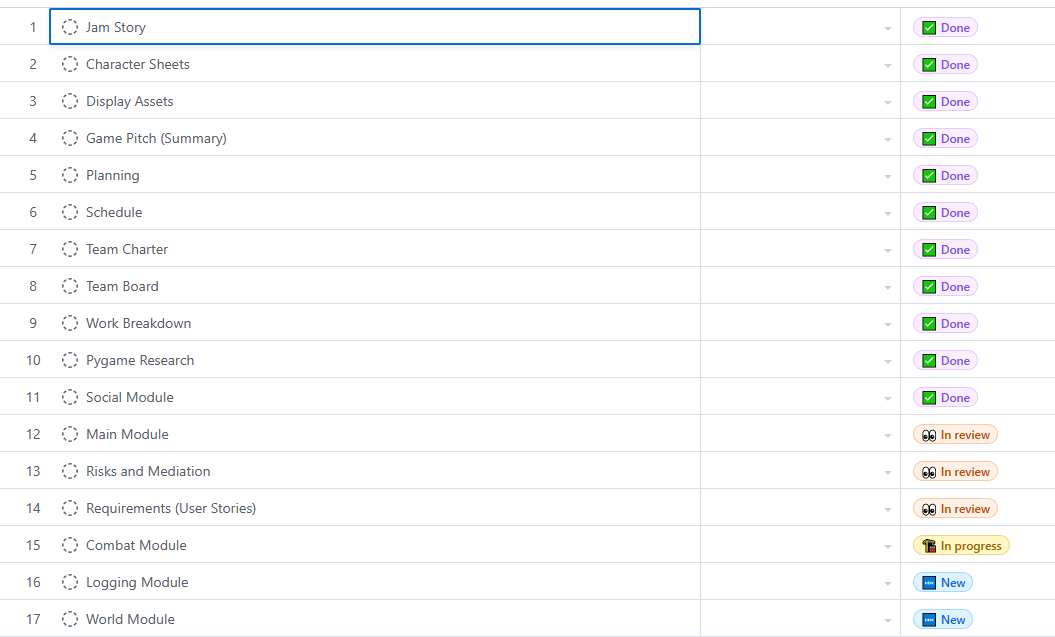 1 Jam Story Done
2 Character Sheets Done
3 Display Assets Done
4 Game Pitch (Summary) Done
5 Planning Done
6 Schedule Done
7 Team Charter Done
8 Team Board Done
9 Work Breakdown Done
10 Pygame Research Done
11 Social Module Done
12 Main Module In review
13 Risks and Mediation In review
14 Requirements (User Stories) In review
15 Combat Module In progress
16 Logging Module New
17 World Module New